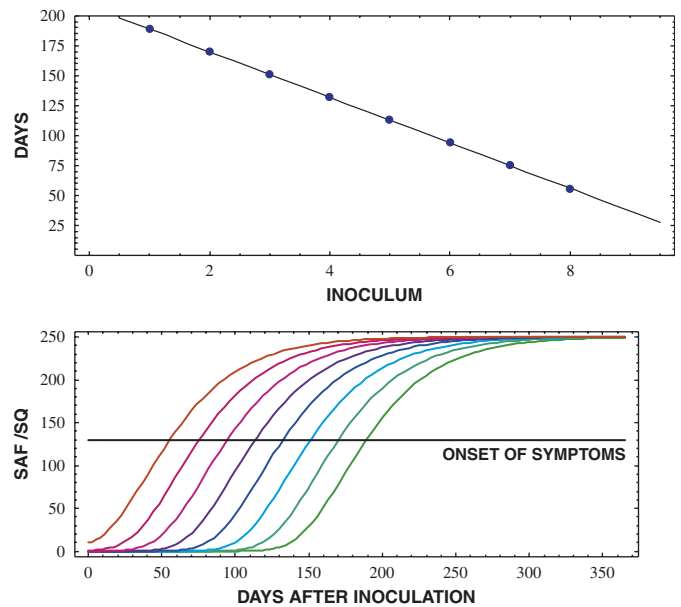 200
175
150
125
100
75
50
25
DAYS
0 2 4 6 8
INOCULUM
250
200
150
100
50
0
SAF /SQ
ONSET OF SYMPTOMS
0 50 100 150 200 250 300 350
DAYS AFTER INOCULATION